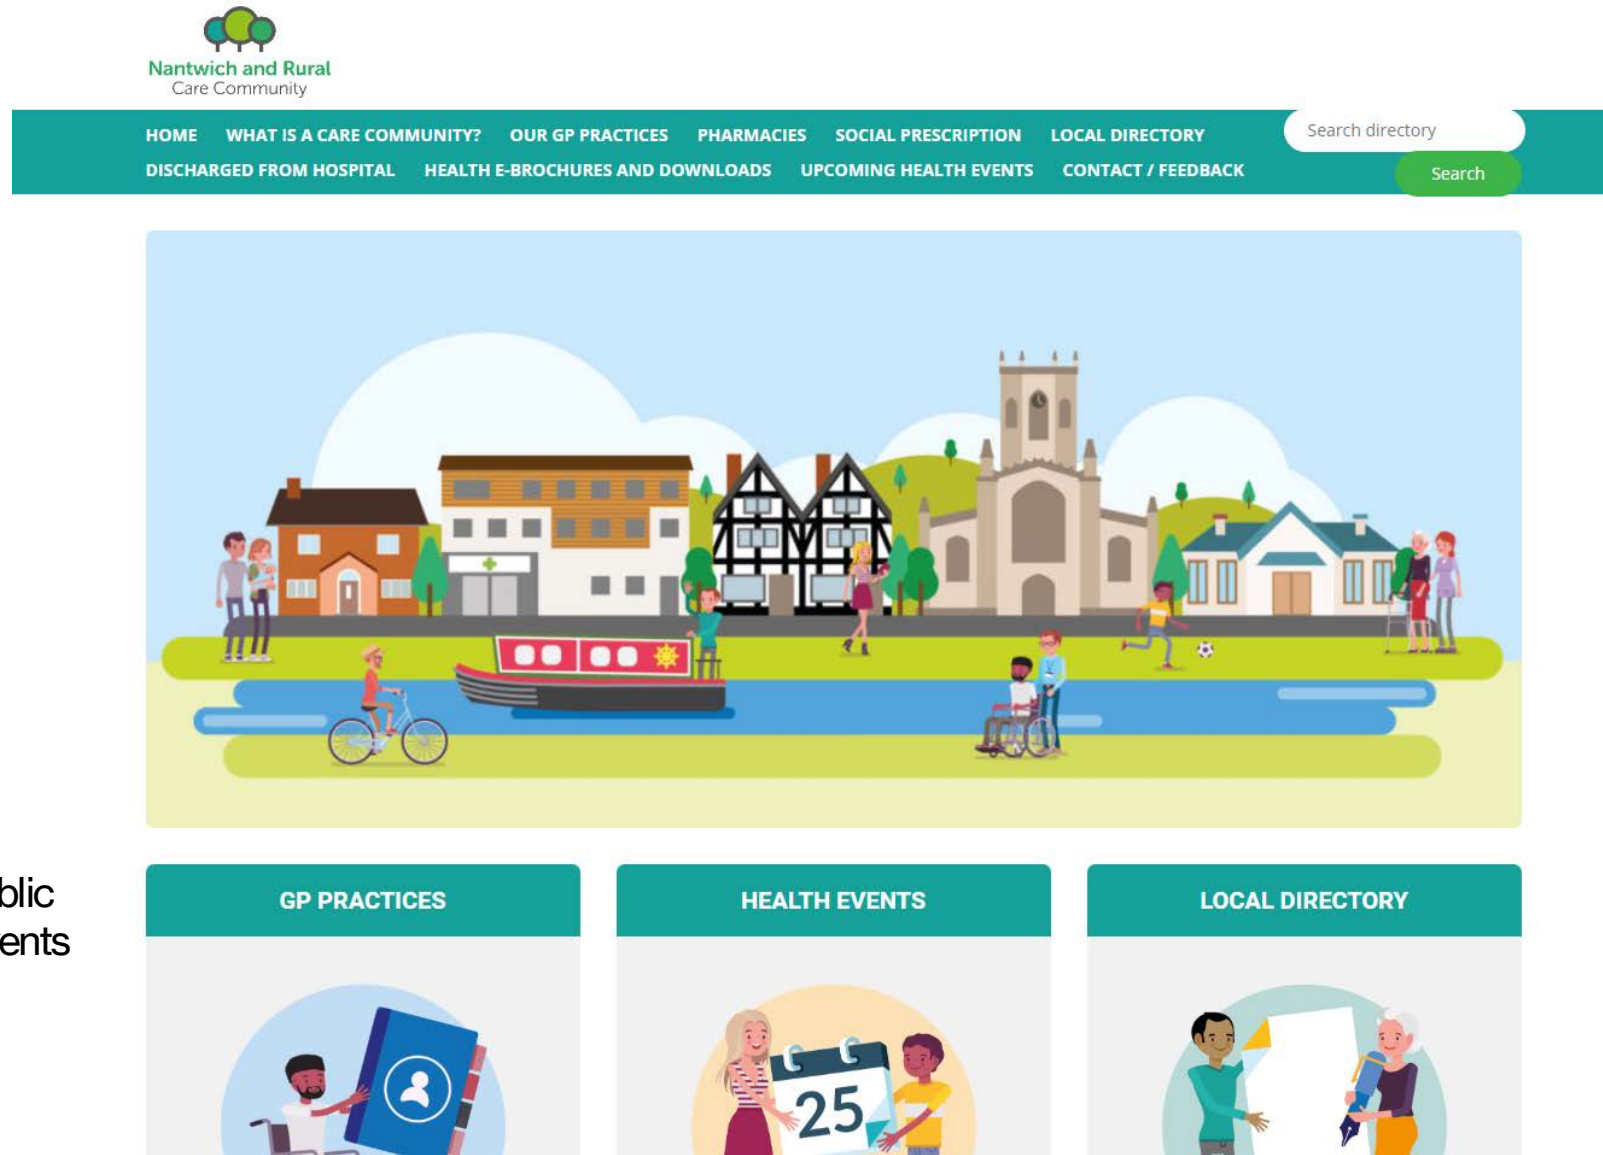 Nantwich and Rural
Care Community
HOME WHAT IS A CARE COMMUNITY? OUR GP PRACTICES PHARMACIES SOCIAL PRESCRIPTION LOCAL DIRECTORY Search directory
DISCHARGED FROM HOSPITAL HEALTH E-BROCHURES AND DOWNLOADS UPCOMING HEALTH EVENTS CONTACT / FEEDBACK Search
GP PRACTICES HEALTH EVENTS LOCAL DIRECTORY
25